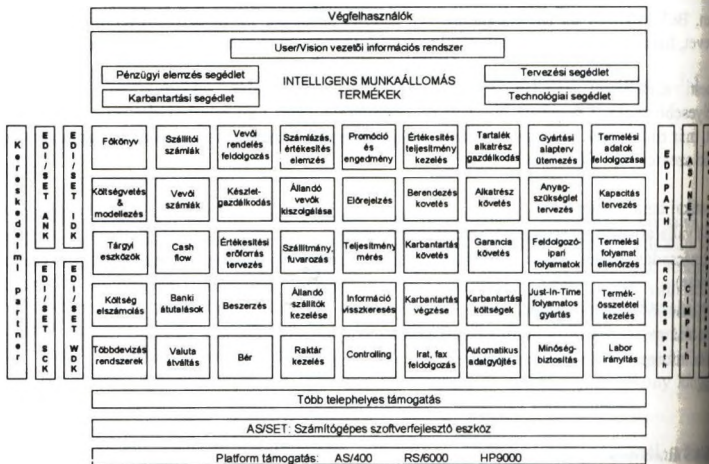 Végfelhasználók
User/Vision vezetői információs rendszer
Pénzügyi elemzés segédlet
Karbantartási segédlet
INTELLIGENS MUNKAÁLLOMÁS
TERMÉKEK
Tervezési segédlet
Technológiai segédlet
Kereskedelmi partner
EDI/SET ANK
EDI/SET IDK
EDI/SET SCK
EDI/SET WDK
Főkönyv
Szállítói
számlák
Vevői
rendelés
feldolgozás
Számlázás,
értékesítés
elemzés
Promóció
és
engedmény
Értékesítés
teljesítmény
kezelés
Tartalék
alkatrész
gazdálkodás
Gyártási
alapterv
ütemezés
Termelési
adatok
feldolgozása
Költségvetés
&
modellezés
Vevői
számlák
Készlet-
gazdálkodás
Állandó
vevők
kiszolgálása
Előrejelzés
Berendezés
követés
Alkatrész
követés
Anyag-
szükséglet
tervezés
Kapacitás
tervezés
Tárgyi
eszközök
Cash
flow
Értékesítési
erőforrás
tervezés
Szállítmány,
fuvarozás
Teljesítmény
mérés
Karbantartás
követés
Garancia
követés
Feldolgozó-
ipari
folyamatok
Termelési
folyamat
ellenőrzés
Költség
elszámolás
Banki
átutalások
Beszerzés
Állandó
szállítók
kezelése
Információ
visszkeresés
Karbantartás
végzése
Karbantartási
költségek
Just-In-Time
folyamatos
gyártás
Termék-
összetétel
kezelés
Többdevizás
rendszerek
Valuta
átváltás
Bér
Raktár
kezelés
Controlling
Irat, fax
feldolgozás
Automatikus
adatgyűjtés
Minőség-
biztosítás
Labor
irányítás
EDIPATH
AS/NET
RCS/RSS Path
CIMPath
Több telephelyes támogatás
AS/SET: Számítógépes szoftverfejlesztő eszköz
Platform támogatás: AS/400 RS/6000 HP9000